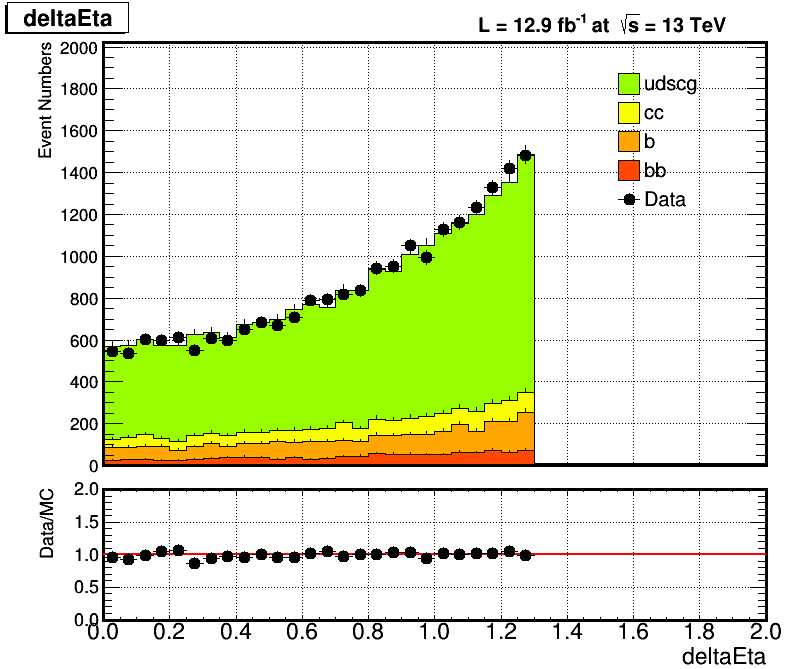 deltaEta
L = 12.9 fb⁻¹ at √s = 13 TeV
Event Numbers
2000
1800
1600
1400
1200
1000
800
600
400
200
0
udscg
cc
b
bb
Data
Data/MC
2.0
1.5
1.0
0.5
0.0
0.0 0.2 0.4 0.6 0.8 1.0 1.2 1.4 1.6 1.8 2.0
deltaEta